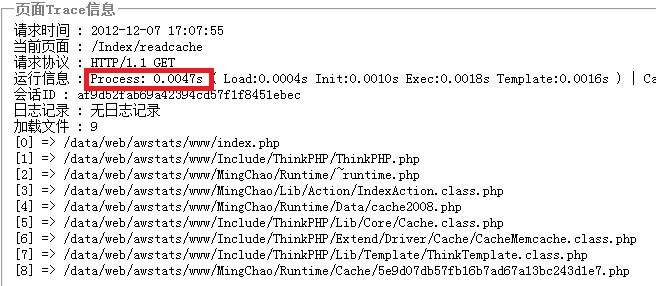 页面Trace信息
请求时间 : 2012-12-07 17:07:55
当前页面 : /Index/readcache
请求协议 : HTTP/1.1 GET
运行信息 : Process: 0.0047s ( Load:0.0004s Init:0.0010s Exec:0.0018s Template:0.0016s ) | Ca
会话ID : af9d52fab69a42394cd57f1f8451ebec
日志记录 : 无日志记录
加载文件 : 9
[0] => /data/web/awstats/www/index.php
[1] => /data/web/awstats/www/Include/ThinkPHP/ThinkPHP.php
[2] => /data/web/awstats/www/MingChao/Runtime/~runtime.php
[3] => /data/web/awstats/www/MingChao/Lib/Action/IndexAction.class.php
[4] => /data/web/awstats/www/MingChao/Runtime/Data/cache2008.php
[5] => /data/web/awstats/www/Include/ThinkPHP/Lib/Core/Cache.class.php
[6] => /data/web/awstats/www/Include/ThinkPHP/Extend/Driver/Cache/CacheMemcache.class.php
[7] => /data/web/awstats/www/Include/ThinkPHP/Lib/Template/ThinkTemplate.class.php
[8] => /data/web/awstats/www/MingChao/Runtime/Cache/5e9d07db57fb16b7ad67a13bc243d1e7.php